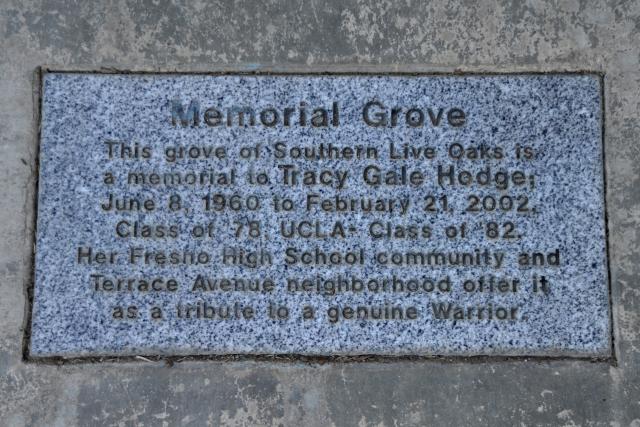 Memorial Grove
This grove of Southern Live Oaks is
a memorial to Tracy Gale Hodge;
June 8, 1960 to February 21, 2002.
Class of '78, UCLA- Class of '82.
Her Fresno High School community and
Terrace Avenue neighborhood offer it
as a tribute to a genuine Warrior.